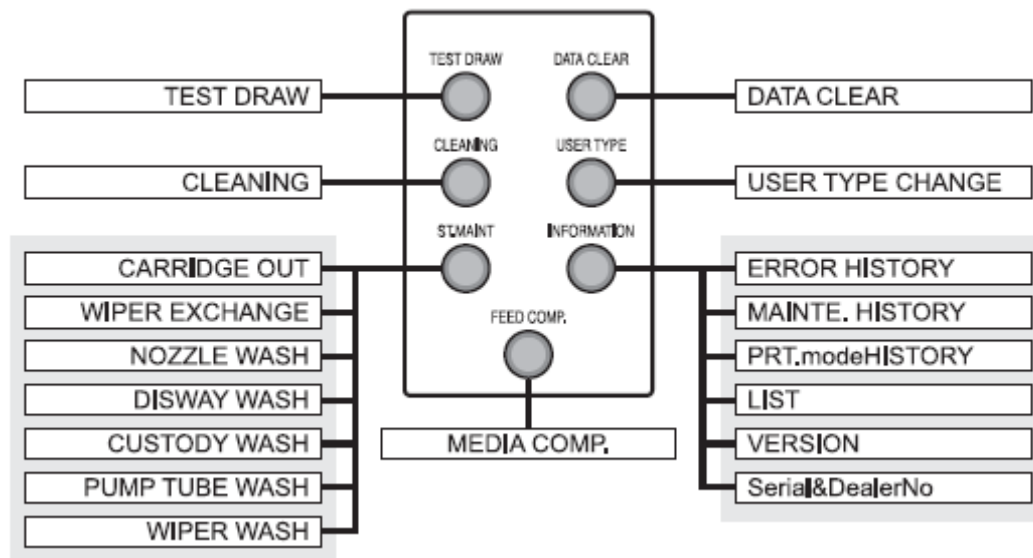 TEST DRAW
DATA CLEAR
TEST DRAW
DATA CLEAR
CLEANING
USER TYPE
CLEANING
USER TYPE CHANGE
ST.MAINT
INFORMATION
CARRIDGE OUT
WIPER EXCHANGE
NOZZLE WASH
DISWAY WASH
CUSTODY WASH
PUMP TUBE WASH
WIPER WASH
FEED COMP.
MEDIA COMP.
ERROR HISTORY
MAINTE. HISTORY
PRT.modeHISTORY
LIST
VERSION
Serial&DealerNo